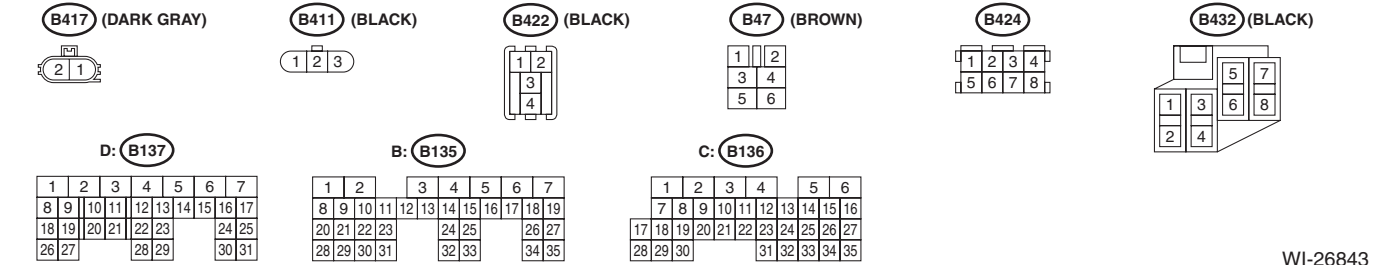 B417 (DARK GRAY) B411 (BLACK) B422 (BLACK) B47 (BROWN) B424 B432 (BLACK)
2 1
1 2 3
1 2
3
4
1 2
3 4
5 6
1 2 3 4
5 6 7 8
5 7
1 3 6 8
2 4
D: B137
1 2 3 4 5 6 7
8 9 10 11 12 13 14 15 16 17
18 19 20 21 22 23 24 25
26 27 28 29 30 31
B: B135
1 2 3 4 5 6 7
8 9 10 11 12 13 14 15 16 17 18 19
20 21 22 23 24 25 26 27
28 29 30 31 32 33 34 35
C: B136
1 2 3 4 5 6
7 8 9 10 11 12 13 14 15 16
17 18 19 20 21 22 23 24 25 26 27
28 29 30 31 32 33 34 35
WI-26843